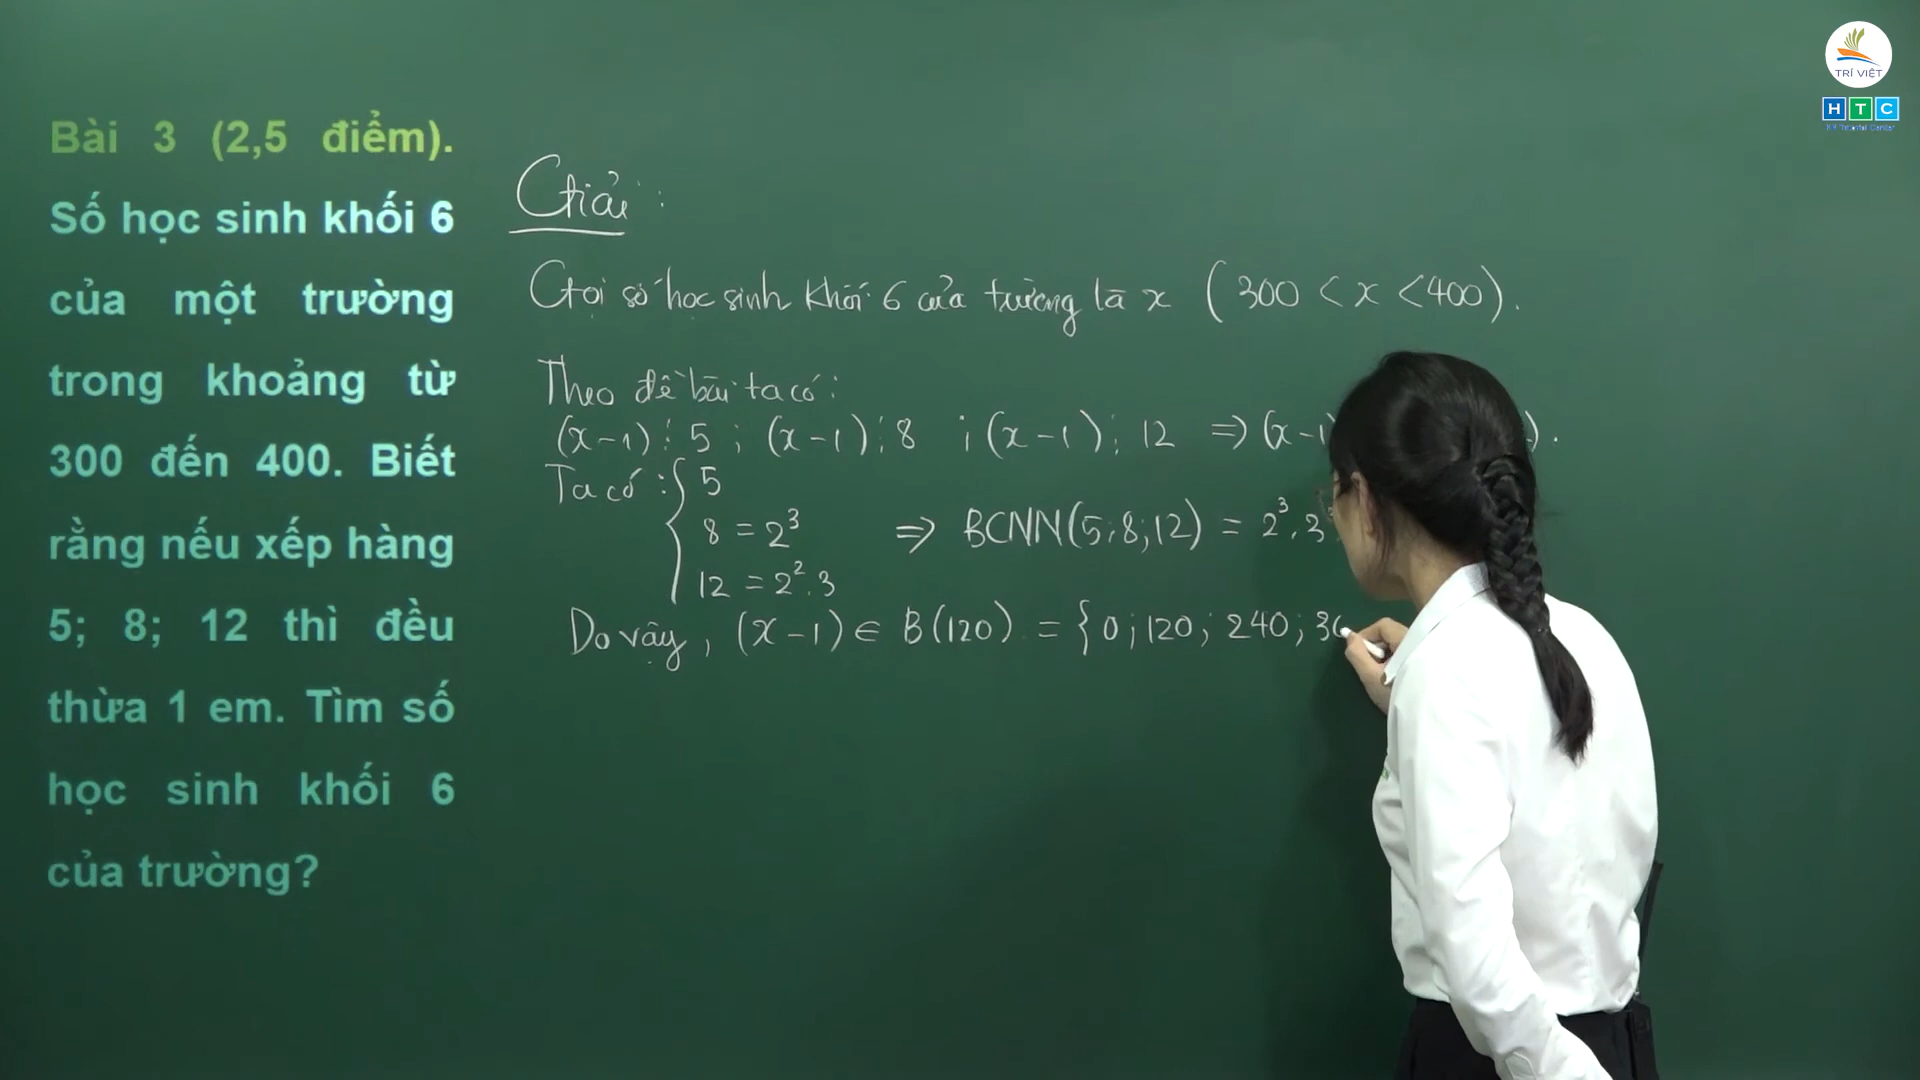 Bài 3 (2,5 điểm).
Số học sinh khối 6
của một trường
trong khoảng từ
300 đến 400. Biết
rằng nếu xếp hàng
5; 8; 12 thì đều
thừa 1 em. Tìm số
học sinh khối 6
của trường?
Giải :
Gọi số học sinh khối 6 của trường là x (300 < x < 400).
Theo đề bài ta có:
(x-1) ⋮ 5 ; (x-1) ⋮ 8 ; (x-1) ⋮ 12 ⇒ (x-1) .
Ta có : { 5
8 = 2³
12 = 2².3
⇒ BCNN(5;8;12) = 2³.3
Do vậy, (x-1) ∈ B(120) = {0; 120; 240; 36
TRÍ VIỆT
HTC